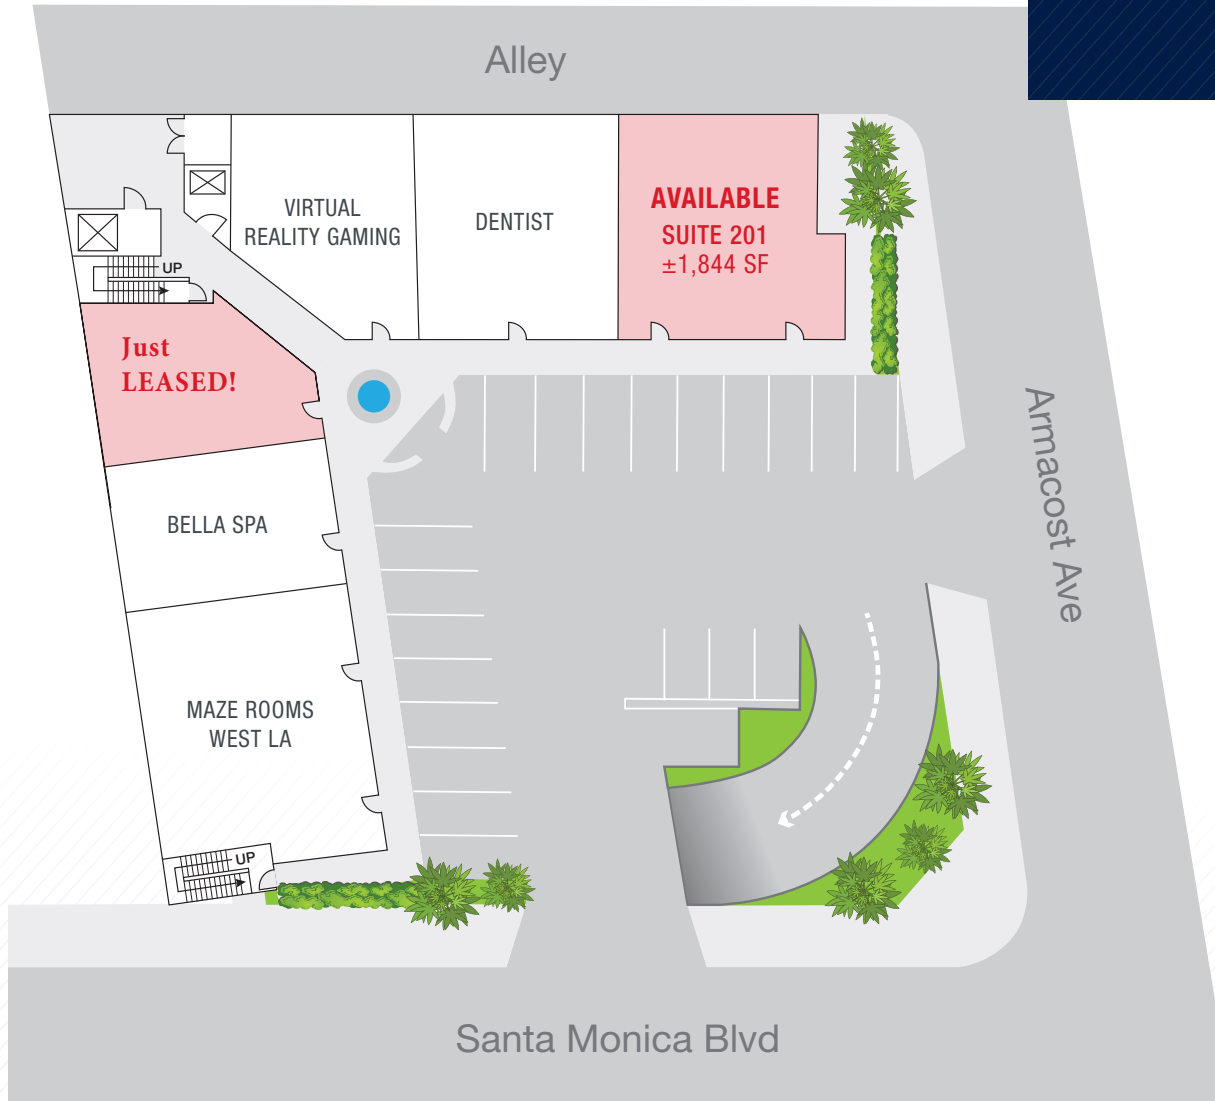 Alley
VIRTUAL
REALITY GAMING
DENTIST
AVAILABLE
SUITE 201
±1,844 SF
UP
Just
LEASED!
BELLA SPA
MAZE ROOMS
WEST LA
UP
Armacost Ave
Santa Monica Blvd